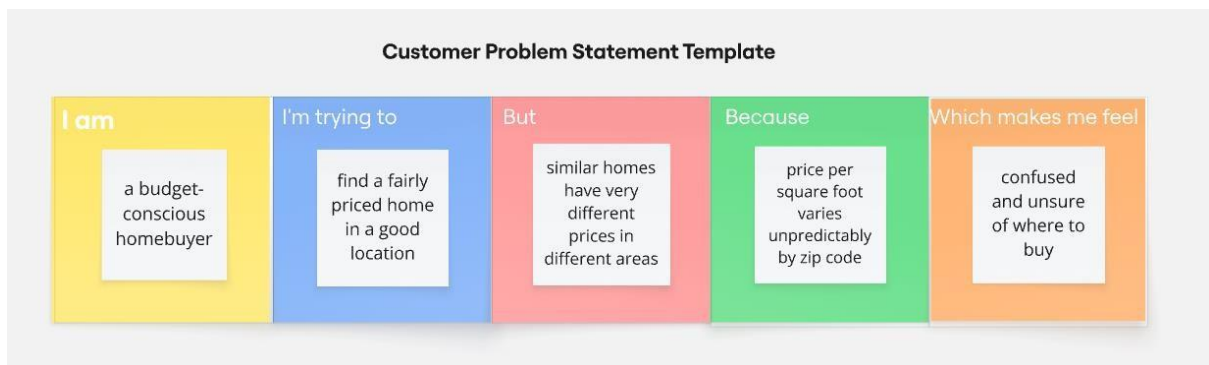 Customer Problem Statement Template
I am
a budget-
conscious
homebuyer
I'm trying to
find a fairly
priced home
in a good
location
But
similar homes
have very
different
prices in
different areas
Because
price per
square foot
varies
unpredictably
by zip code
Which makes me feel
confused
and unsure
of where to
buy